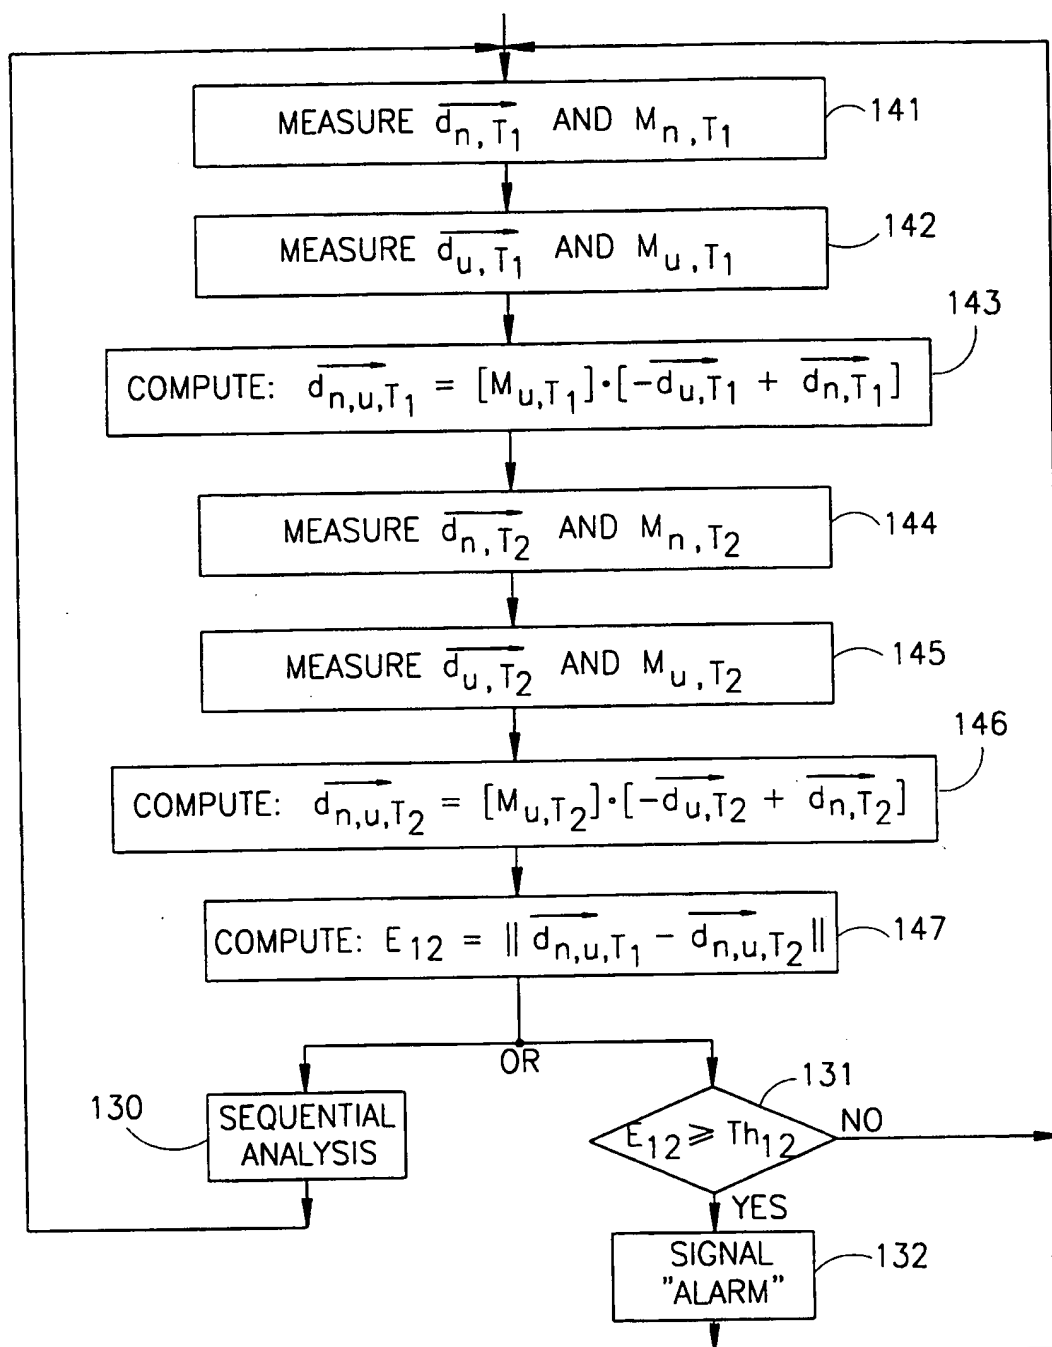 MEASURE d⃗n,T1 AND Mn,T1
141
MEASURE d⃗u,T1 AND Mu,T1
142
143
COMPUTE: d⃗n,u,T1 = [Mu,T1]·[-d⃗u,T1 + d⃗n,T1]
MEASURE d⃗n,T2 AND Mn,T2
144
MEASURE d⃗u,T2 AND Mu,T2
145
146
COMPUTE: d⃗n,u,T2 = [Mu,T2]·[-d⃗u,T2 + d⃗n,T2]
COMPUTE: E12 = || d⃗n,u,T1 - d⃗n,u,T2 ||
147
OR
130
SEQUENTIAL
ANALYSIS
131
E12 ⩾ Th12
NO
YES
SIGNAL
"ALARM"
132